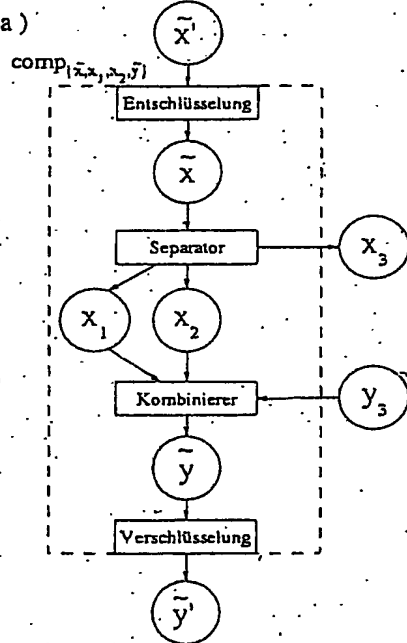 a)
x̃'
comp{x̃,x₁,x₂,ỹ}
Entschlüsselung
x̃
Separator
x₃
x₁
x₂
Kombinierer
y₃
ỹ
Verschlüsselung
ỹ'